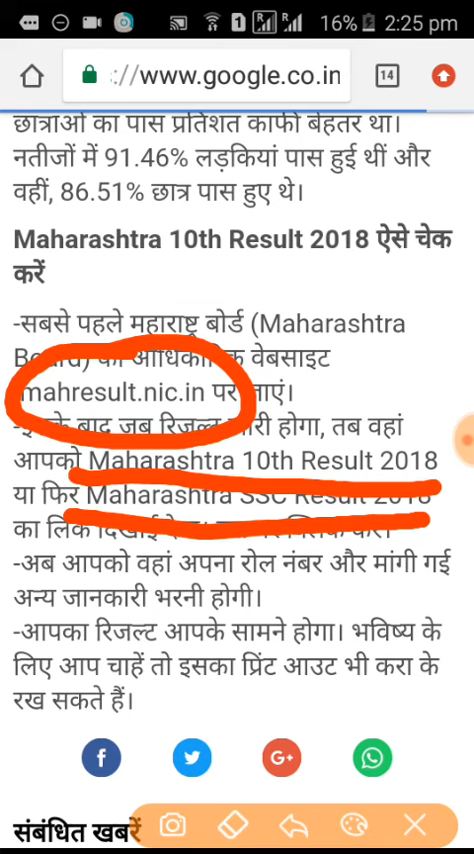 16% 2:25 pm
://www.google.co.in 14
छात्राओं का पास प्रतिशत काफी बेहतर था।
नतीजों में 91.46% लड़कियां पास हुई थीं और
वहीं, 86.51% छात्र पास हुए थे।
Maharashtra 10th Result 2018 ऐसे चेक
करें
-सबसे पहले महाराष्ट्र बोर्ड (Maharashtra
Board) की आधिकारिक वेबसाइट
mahresult.nic.in पर जाएं।
-इसके बाद जब रिजल्ट जारी होगा, तब वहां
आपको Maharashtra 10th Result 2018
या फिर Maharashtra SSC Result 2018
का लिंक दिखाई
-अब आपको वहां अपना रोल नंबर और मांगी गई
अन्य जानकारी भरनी होगी।
-आपका रिजल्ट आपके सामने होगा। भविष्य के
लिए आप चाहें तो इसका प्रिंट आउट भी करा के
रख सकते हैं।
संबंधित खबरें